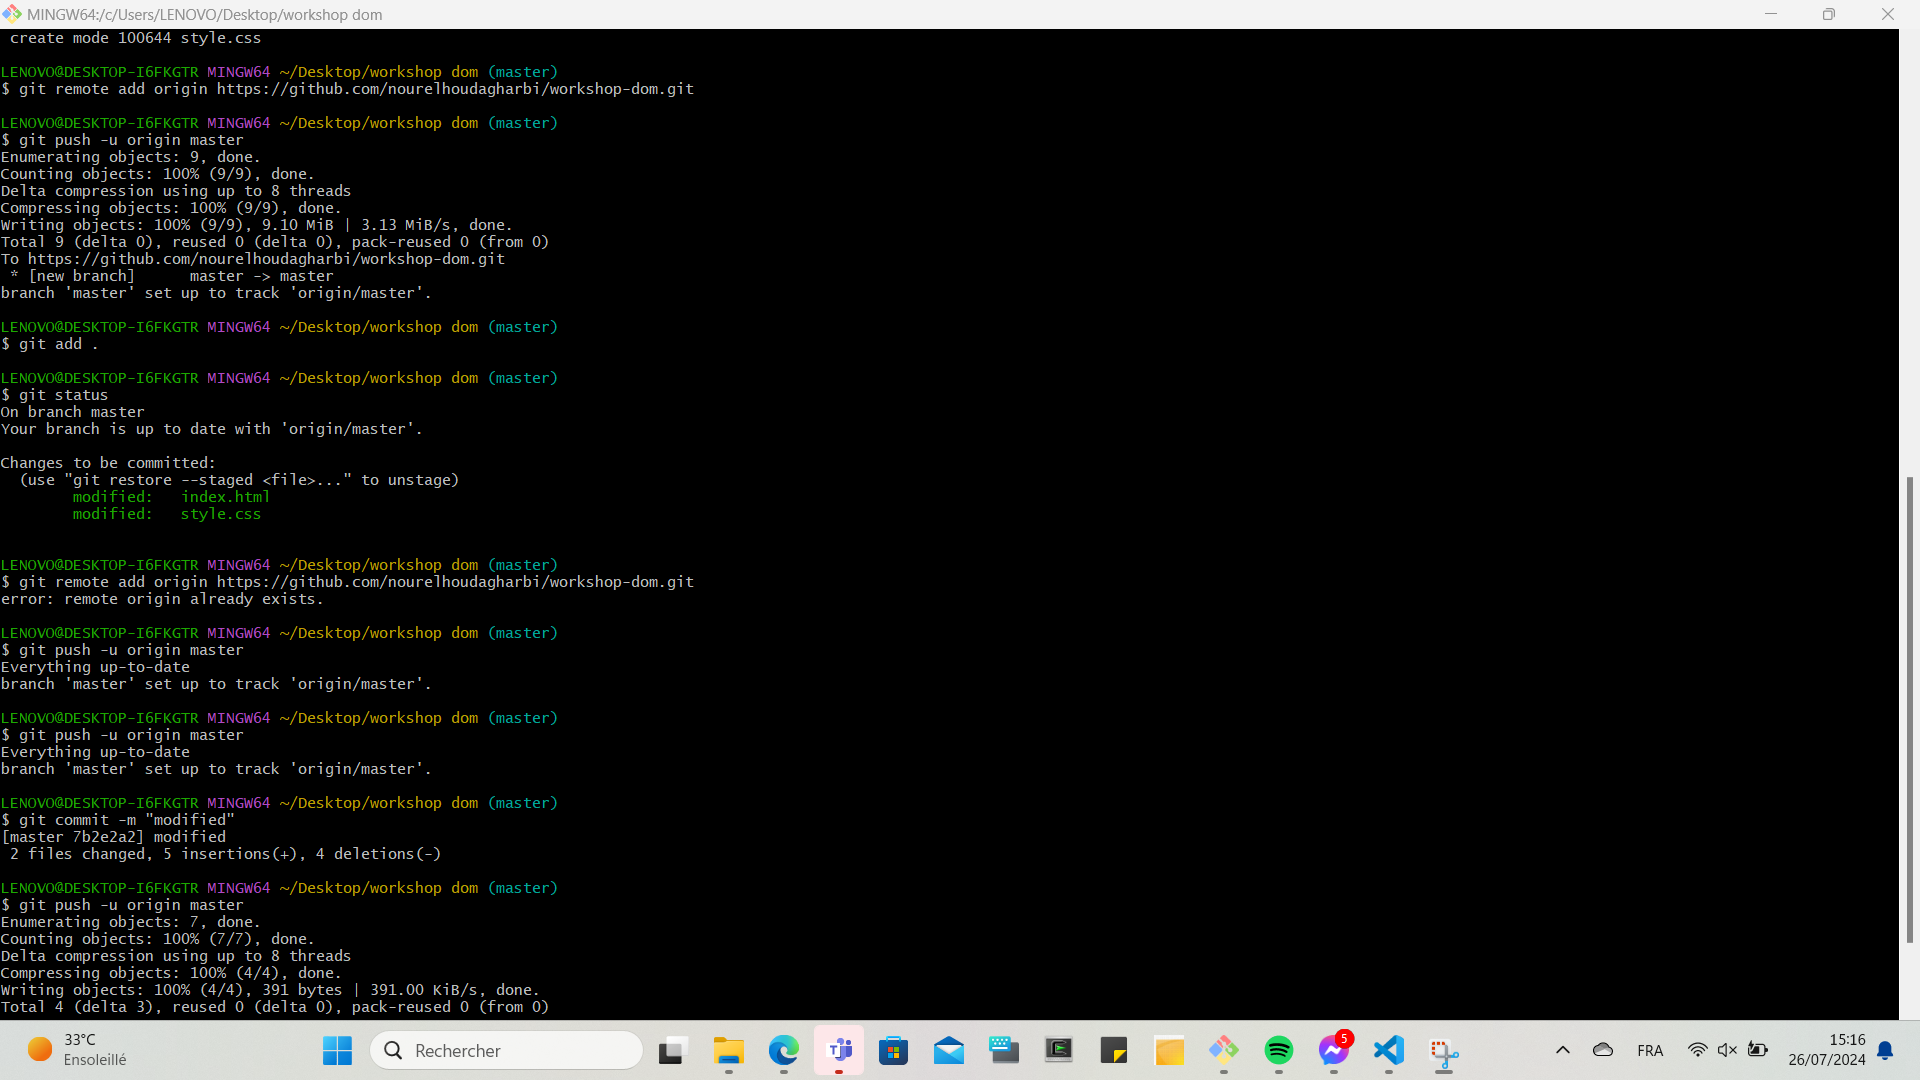 MINGW64:/c/Users/LENOVO/Desktop/workshop dom
create mode 100644 style.css
LENOVO@DESKTOP-I6FKGTR MINGW64 ~/Desktop/workshop dom (master)
$ git remote add origin https://github.com/nourelhoudagharbi/workshop-dom.git
LENOVO@DESKTOP-I6FKGTR MINGW64 ~/Desktop/workshop dom (master)
$ git push -u origin master
Enumerating objects: 9, done.
Counting objects: 100% (9/9), done.
Delta compression using up to 8 threads
Compressing objects: 100% (9/9), done.
Writing objects: 100% (9/9), 9.10 MiB | 3.13 MiB/s, done.
Total 9 (delta 0), reused 0 (delta 0), pack-reused 0 (from 0)
To https://github.com/nourelhoudagharbi/workshop-dom.git
* [new branch]      master -> master
branch 'master' set up to track 'origin/master'.
LENOVO@DESKTOP-I6FKGTR MINGW64 ~/Desktop/workshop dom (master)
$ git add .
LENOVO@DESKTOP-I6FKGTR MINGW64 ~/Desktop/workshop dom (master)
$ git status
On branch master
Your branch is up to date with 'origin/master'.
Changes to be committed:
(use "git restore --staged <file>..." to unstage)
modified:   index.html
modified:   style.css
LENOVO@DESKTOP-I6FKGTR MINGW64 ~/Desktop/workshop dom (master)
$ git remote add origin https://github.com/nourelhoudagharbi/workshop-dom.git
error: remote origin already exists.
LENOVO@DESKTOP-I6FKGTR MINGW64 ~/Desktop/workshop dom (master)
$ git push -u origin master
Everything up-to-date
branch 'master' set up to track 'origin/master'.
LENOVO@DESKTOP-I6FKGTR MINGW64 ~/Desktop/workshop dom (master)
$ git push -u origin master
Everything up-to-date
branch 'master' set up to track 'origin/master'.
LENOVO@DESKTOP-I6FKGTR MINGW64 ~/Desktop/workshop dom (master)
$ git commit -m "modified"
[master 7b2e2a2] modified
2 files changed, 5 insertions(+), 4 deletions(-)
LENOVO@DESKTOP-I6FKGTR MINGW64 ~/Desktop/workshop dom (master)
$ git push -u origin master
Enumerating objects: 7, done.
Counting objects: 100% (7/7), done.
Delta compression using up to 8 threads
Compressing objects: 100% (4/4), done.
Writing objects: 100% (4/4), 391 bytes | 391.00 KiB/s, done.
Total 4 (delta 3), reused 0 (delta 0), pack-reused 0 (from 0)
33°C
Ensoleillé
Rechercher
5
FRA
15:16
26/07/2024